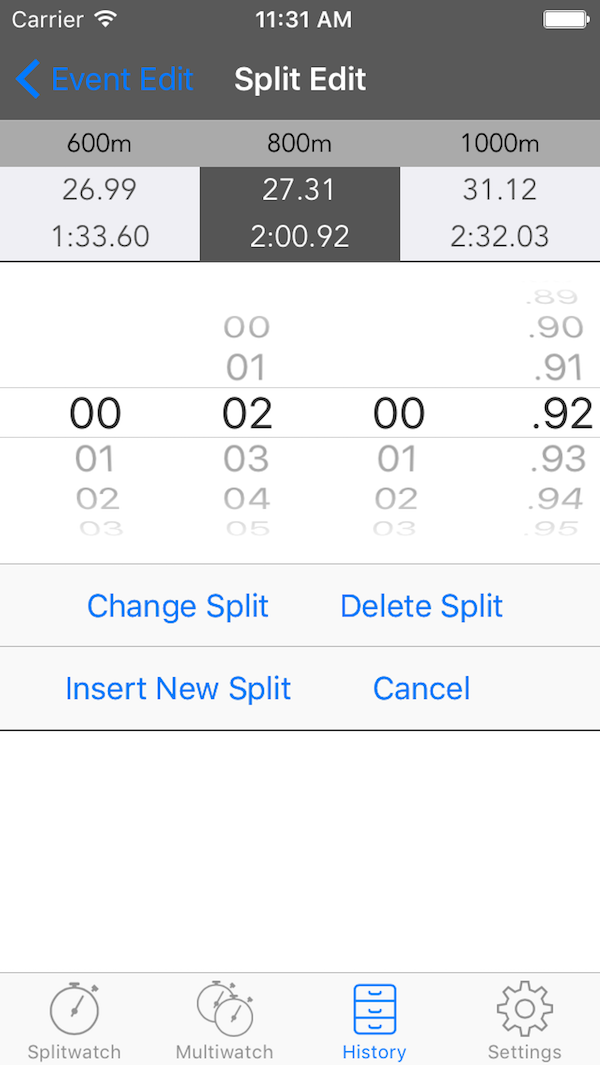 Carrier 11:31 AM
Event Edit Split Edit
600m 800m 1000m
26.99 27.31 31.12
1:33.60 2:00.92 2:32.03
.89
00 .90
01 .91
00 02 00 .92
01 03 01 .93
02 04 02 .94
03 05 03 .95
Change Split Delete Split
Insert New Split Cancel
Splitwatch Multiwatch History Settings